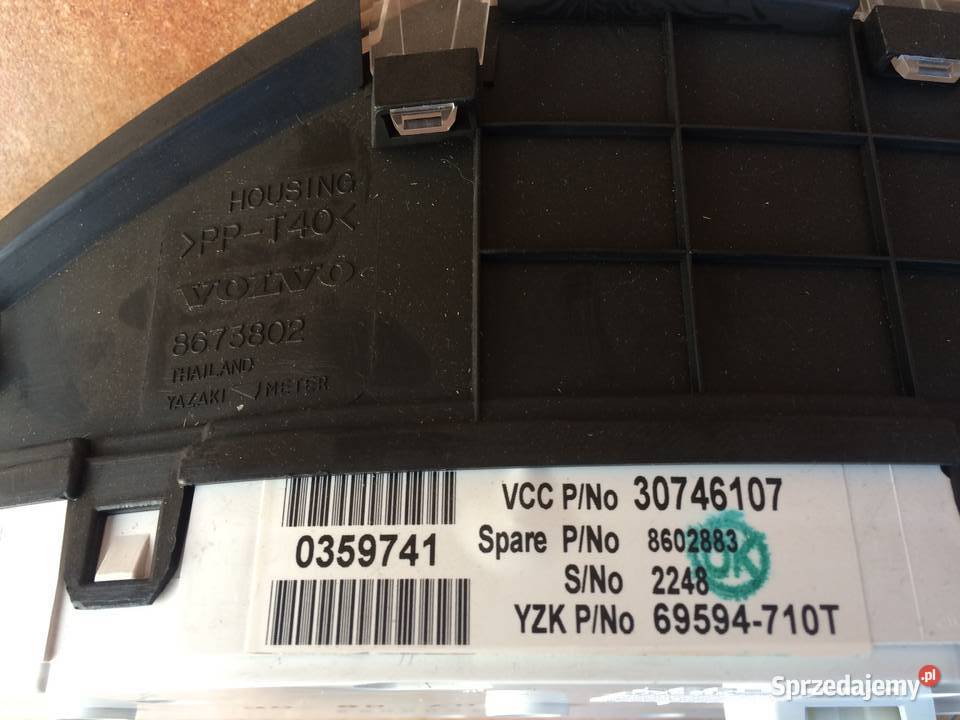 HOUSING
>PP-T40<
VOLVO
8673802
THAILAND
YAZAKI /METER
0359741
VCC P/No 30746107
Spare P/No 8602883
S/No 2248
UK
YZK P/No 69594-710T
Sprzedajemy.pl